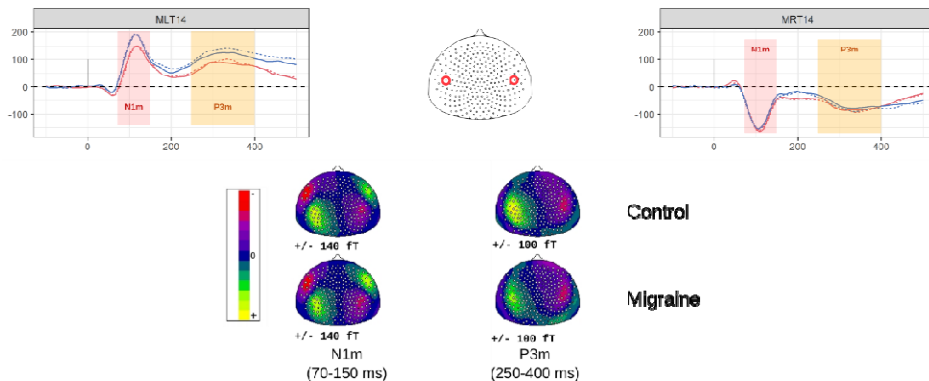 MLT14
200
100
0
-100
N1m
P3m
0
200
400
MRT14
N1m
P3m
200
100
0
-100
0
200
400
-
0
+
+/- 140 fT
+/- 100 fT
Control
+/- 140 fT
+/- 100 fT
Migraine
N1m
(70-150 ms)
P3m
(250-400 ms)